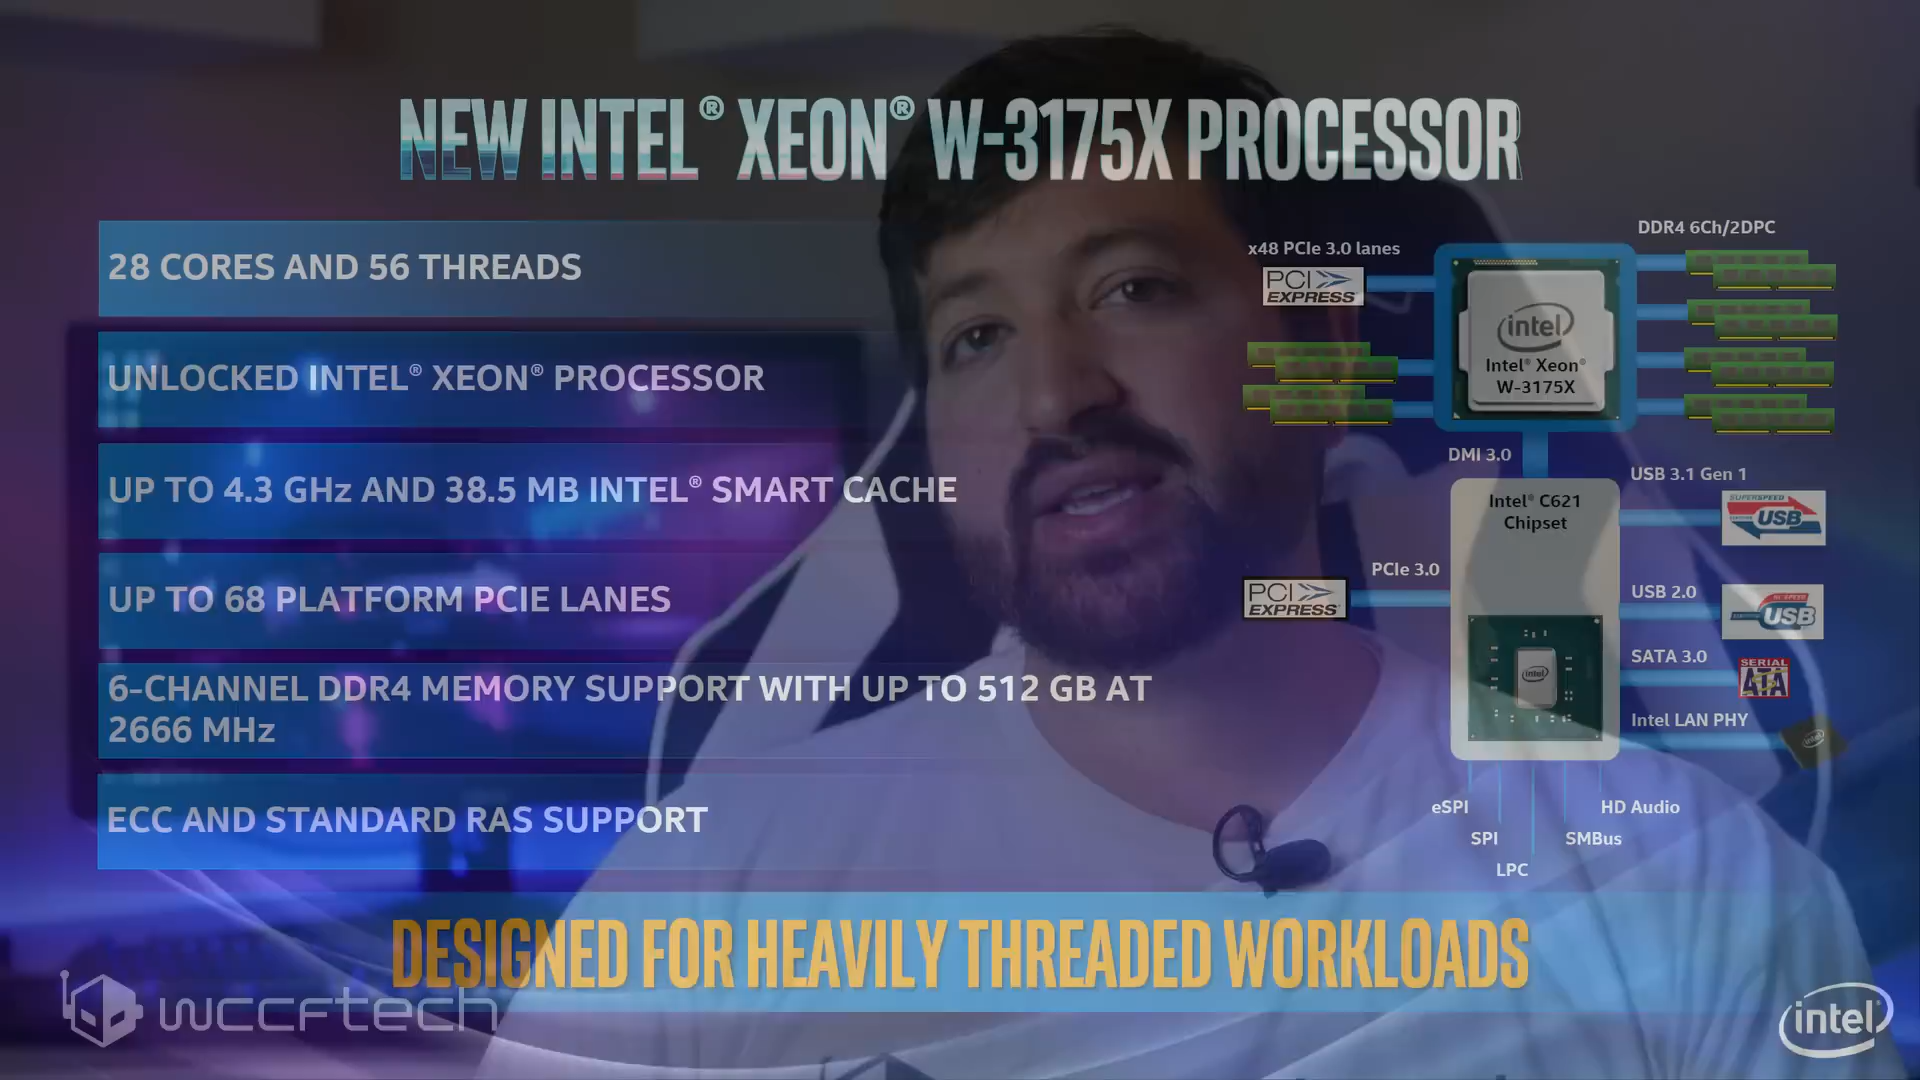 NEW INTEL® XEON® W-3175X PROCESSOR
28 CORES AND 56 THREADS
UNLOCKED INTEL® XEON® PROCESSOR
UP TO 4.3 GHz AND 38.5 MB INTEL® SMART CACHE
UP TO 68 PLATFORM PCIE LANES
6-CHANNEL DDR4 MEMORY SUPPORT WITH UP TO 512 GB AT
2666 MHz
ECC AND STANDARD RAS SUPPORT
DDR4 6Ch/2DPC
x48 PCIe 3.0 lanes
PCI
EXPRESS
intel
Intel® Xeon®
W-3175X
DMI 3.0
USB 3.1 Gen 1
Intel® C621
Chipset
SUPERSPEED
USB
PCIe 3.0
PCI
EXPRESS
USB 2.0
HI-SPEED
USB
SATA 3.0
SERIAL
ATA
intel
Intel LAN PHY
intel
eSPI
HD Audio
SPI
SMBus
LPC
DESIGNED FOR HEAVILY THREADED WORKLOADS
wccftech
intel